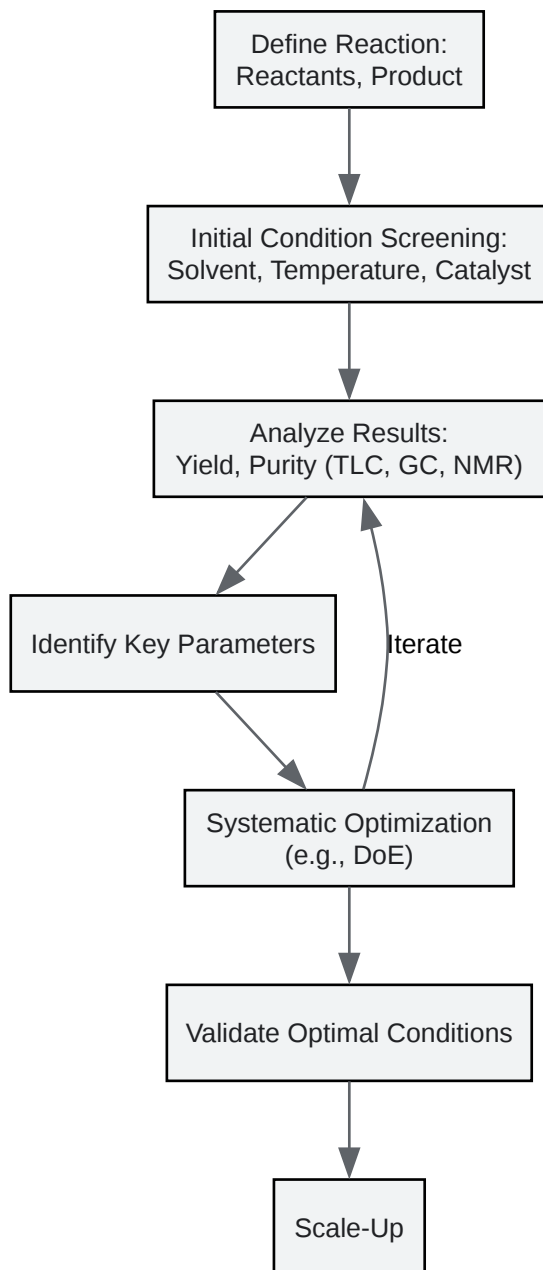 Define Reaction:
Reactants, Product
Initial Condition Screening:
Solvent, Temperature, Catalyst
Analyze Results:
Yield, Purity (TLC, GC, NMR)
Identify Key Parameters
Iterate
Systematic Optimization
(e.g., DoE)
Validate Optimal Conditions
Scale-Up